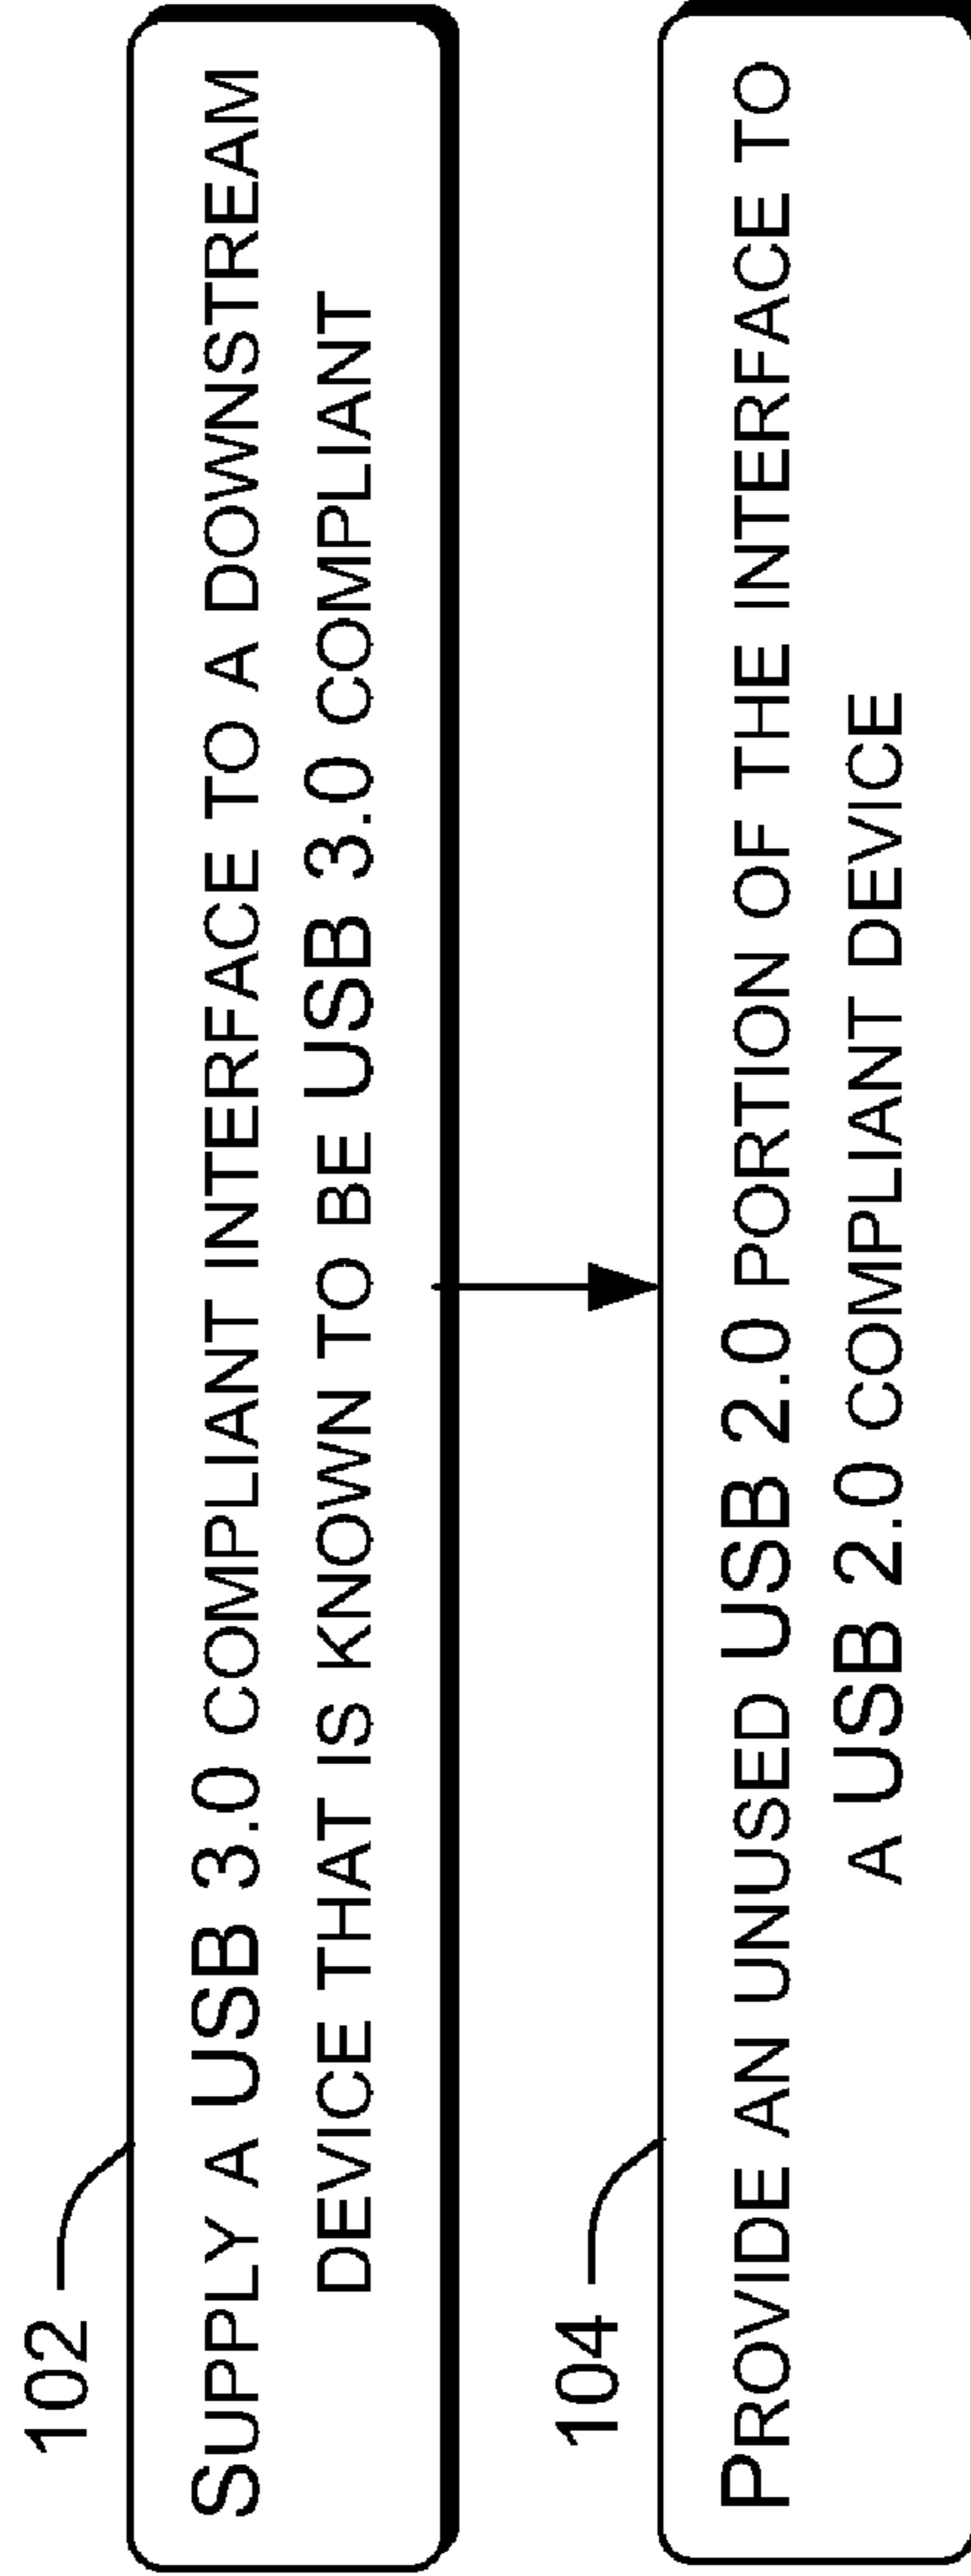 102
SUPPLY A USB 3.0 COMPLIANT INTERFACE TO A DOWNSTREAM
DEVICE THAT IS KNOWN TO BE USB 3.0 COMPLIANT
104
PROVIDE AN UNUSED USB 2.0 PORTION OF THE INTERFACE TO
A USB 2.0 COMPLIANT DEVICE